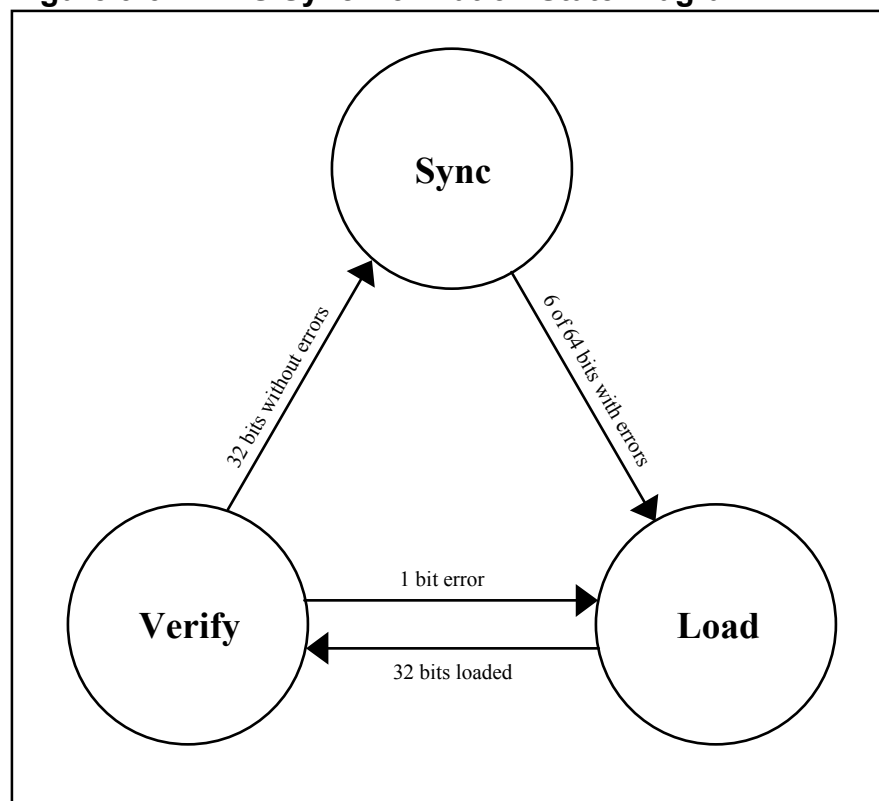 Sync
32 bits without errors
6 of 64 bits with errors
1 bit error
Verify
Load
32 bits loaded